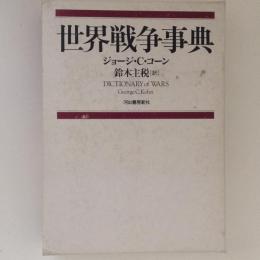 世界戦争事典
ジョージ・C・コーン
鈴木主税[訳]
DICTIONARY of WARS
George C. Kohn
河出書房新社